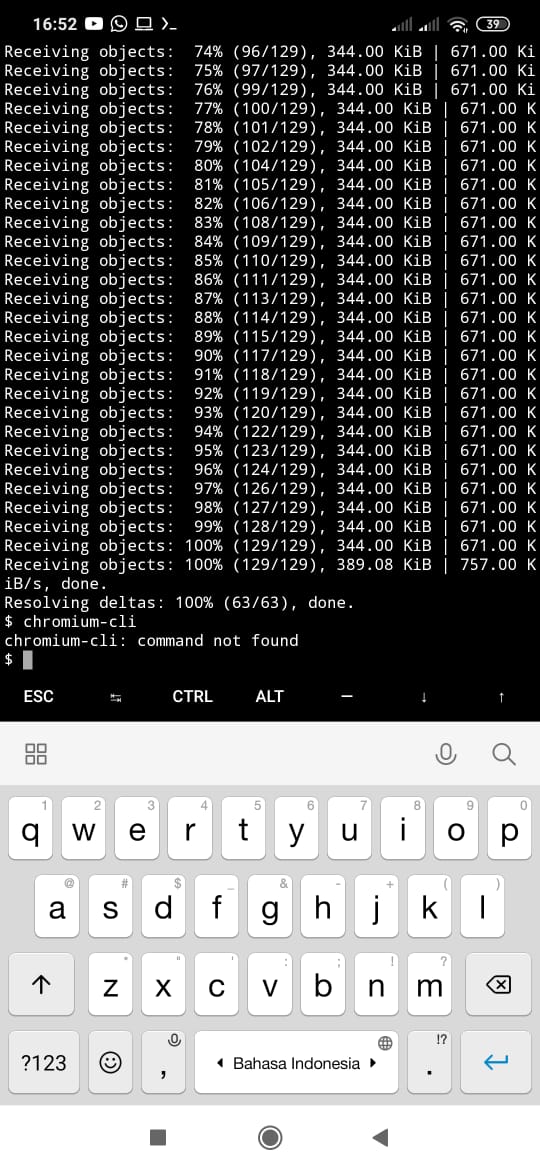 16:52 39
Receiving objects:  74% (96/129), 344.00 KiB | 671.00 Ki
Receiving objects:  75% (97/129), 344.00 KiB | 671.00 Ki
Receiving objects:  76% (99/129), 344.00 KiB | 671.00 Ki
Receiving objects:  77% (100/129), 344.00 KiB | 671.00 K
Receiving objects:  78% (101/129), 344.00 KiB | 671.00 K
Receiving objects:  79% (102/129), 344.00 KiB | 671.00 K
Receiving objects:  80% (104/129), 344.00 KiB | 671.00 K
Receiving objects:  81% (105/129), 344.00 KiB | 671.00 K
Receiving objects:  82% (106/129), 344.00 KiB | 671.00 K
Receiving objects:  83% (108/129), 344.00 KiB | 671.00 K
Receiving objects:  84% (109/129), 344.00 KiB | 671.00 K
Receiving objects:  85% (110/129), 344.00 KiB | 671.00 K
Receiving objects:  86% (111/129), 344.00 KiB | 671.00 K
Receiving objects:  87% (113/129), 344.00 KiB | 671.00 K
Receiving objects:  88% (114/129), 344.00 KiB | 671.00 K
Receiving objects:  89% (115/129), 344.00 KiB | 671.00 K
Receiving objects:  90% (117/129), 344.00 KiB | 671.00 K
Receiving objects:  91% (118/129), 344.00 KiB | 671.00 K
Receiving objects:  92% (119/129), 344.00 KiB | 671.00 K
Receiving objects:  93% (120/129), 344.00 KiB | 671.00 K
Receiving objects:  94% (122/129), 344.00 KiB | 671.00 K
Receiving objects:  95% (123/129), 344.00 KiB | 671.00 K
Receiving objects:  96% (124/129), 344.00 KiB | 671.00 K
Receiving objects:  97% (126/129), 344.00 KiB | 671.00 K
Receiving objects:  98% (127/129), 344.00 KiB | 671.00 K
Receiving objects:  99% (128/129), 344.00 KiB | 671.00 K
Receiving objects: 100% (129/129), 344.00 KiB | 671.00 K
Receiving objects: 100% (129/129), 389.08 KiB | 757.00 K
iB/s, done.
Resolving deltas: 100% (63/63), done.
$ chromium-cli
chromium-cli: command not found
$
ESC ↹ CTRL ALT — ↓ ↑
1 2 3 4 5 6 7 8 9 0
q w e r t y u i o p
@ # $ _ & - + ( )
a s d f g h j k l
* " ' : ; ! ?
z x c v b n m
?123 , Bahasa Indonesia !? .